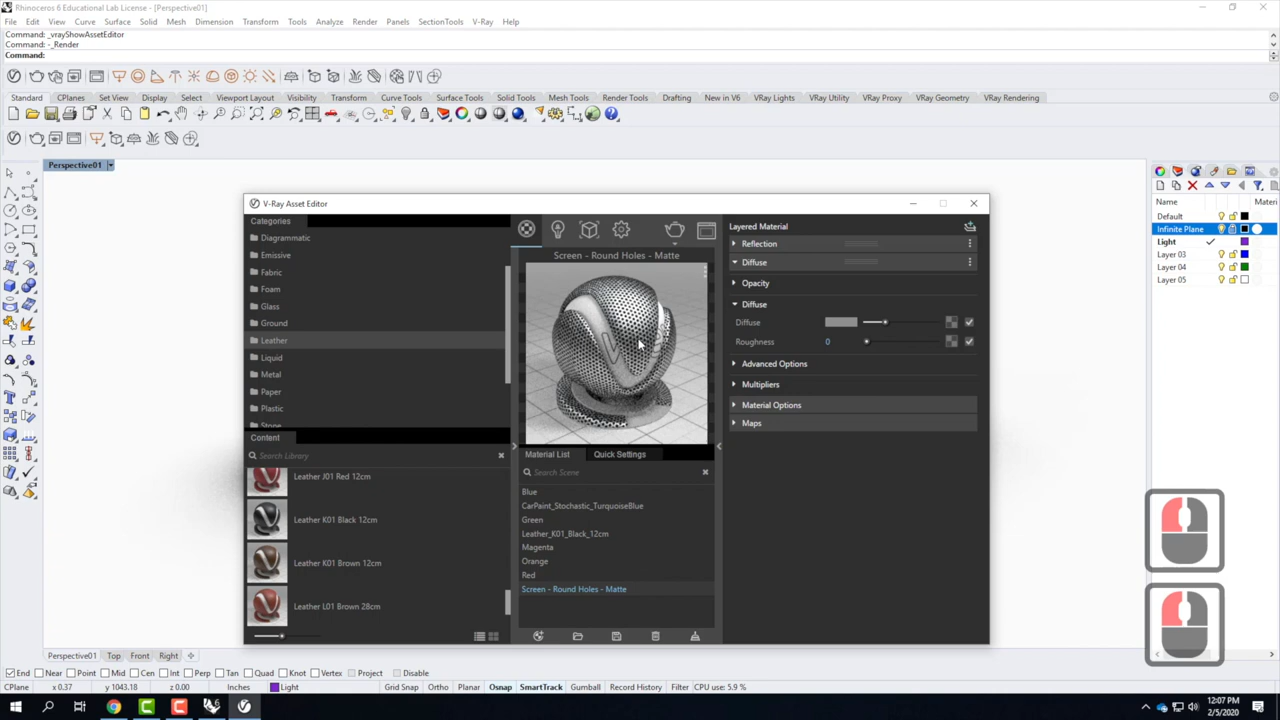 Rhinoceros 6 Educational Lab License - [Perspective01]
File Edit View Curve Surface Solid Mesh Dimension Transform Tools Analyze Render Panels SectionTools V-Ray Help
Command: _vrayShowAssetEditor
Command: -_Render
Command:
Standard CPlanes Set View Display Select Viewport Layout Visibility Transform Curve Tools Surface Tools Solid Tools Mesh Tools Render Tools Drafting New in V6 VRay Lights VRay Utility VRay Proxy VRay Geometry VRay Rendering
Perspective01
Name Materi
Default
Infinite Plane
Light
Layer 03
Layer 04
Layer 05
V-Ray Asset Editor
Categories
Diagrammatic
Emissive
Fabric
Foam
Glass
Ground
Leather
Liquid
Metal
Paper
Plastic
Stone
Content
Search Library
Leather J01 Red 12cm
Leather K01 Black 12cm
Leather K01 Brown 12cm
Leather L01 Brown 28cm
Screen - Round Holes - Matte
Material List Quick Settings
Search Scene
Blue
CarPaint_Stochastic_TurquoiseBlue
Green
Leather_K01_Black_12cm
Magenta
Orange
Red
Screen - Round Holes - Matte
Layered Material
Reflection
Diffuse
Opacity
Diffuse
Diffuse
Roughness 0
Advanced Options
Multipliers
Material Options
Maps
Perspective01 Top Front Right
End Near Point Mid Cen Int Perp Tan Quad Knot Vertex Project Disable
CPlane x 0.37 y 1043.18 z 0.00 Inches Light Grid Snap Ortho Planar Osnap SmartTrack Gumball Record History Filter CPU use: 5.9 %
12:07 PM
2/5/2020